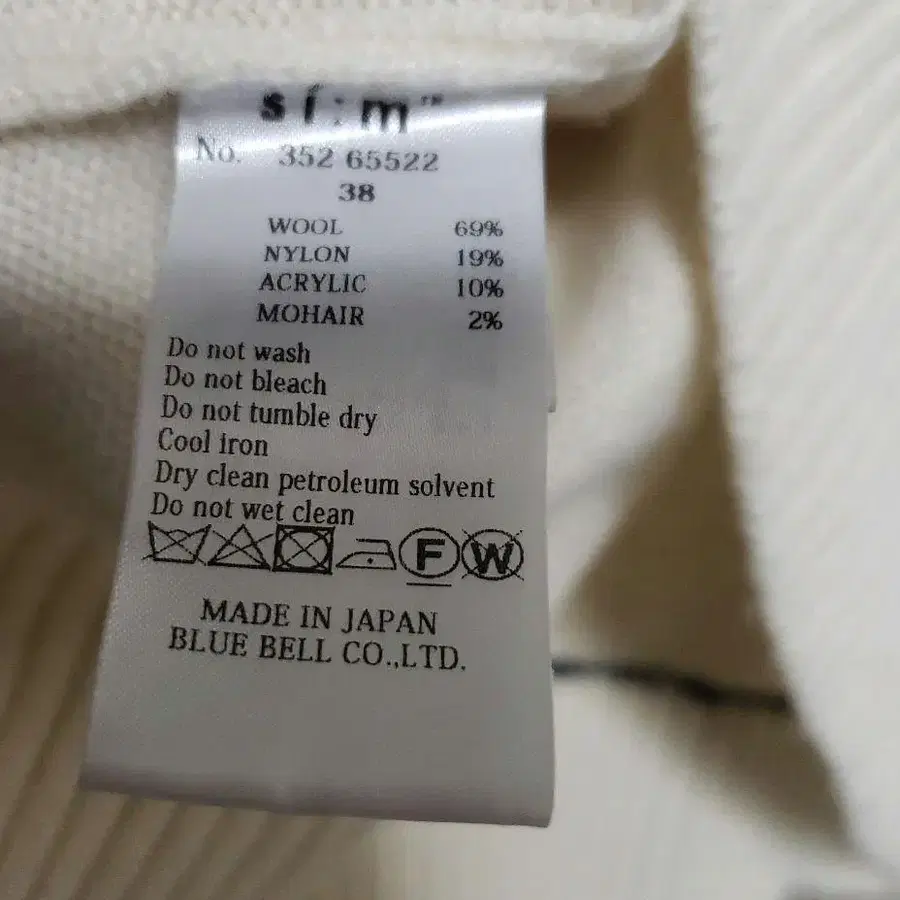 sí:m™
No. 352 65522
38
WOOL 69%
NYLON 19%
ACRYLIC 10%
MOHAIR 2%
Do not wash
Do not bleach
Do not tumble dry
Cool iron
Dry clean petroleum solvent
Do not wet clean
F W
MADE IN JAPAN
BLUE BELL CO.,LTD.